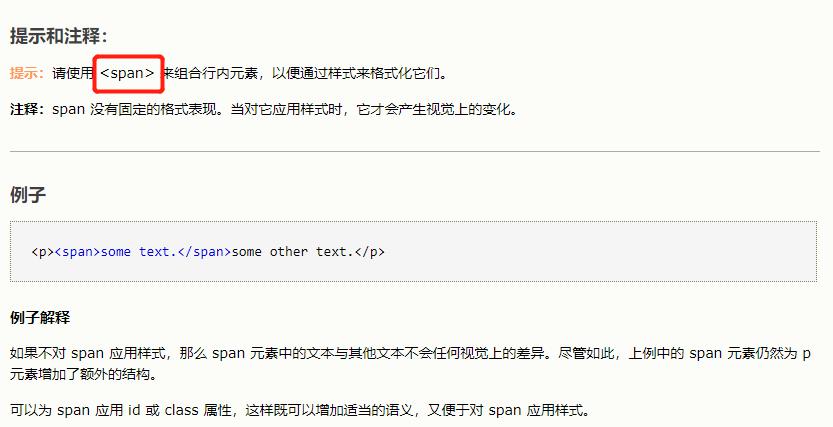 提示和注释：
提示：请使用 <span> 来组合行内元素，以便通过样式来格式化它们。
注释：span 没有固定的格式表现。当对它应用样式时，它才会产生视觉上的变化。
例子
<p><span>some text.</span>some other text.</p>
例子解释
如果不对 span 应用样式，那么 span 元素中的文本与其他文本不会任何视觉上的差异。尽管如此，上例中的 span 元素仍然为 p
元素增加了额外的结构。
可以为 span 应用 id 或 class 属性，这样既可以增加适当的语义，又便于对 span 应用样式。